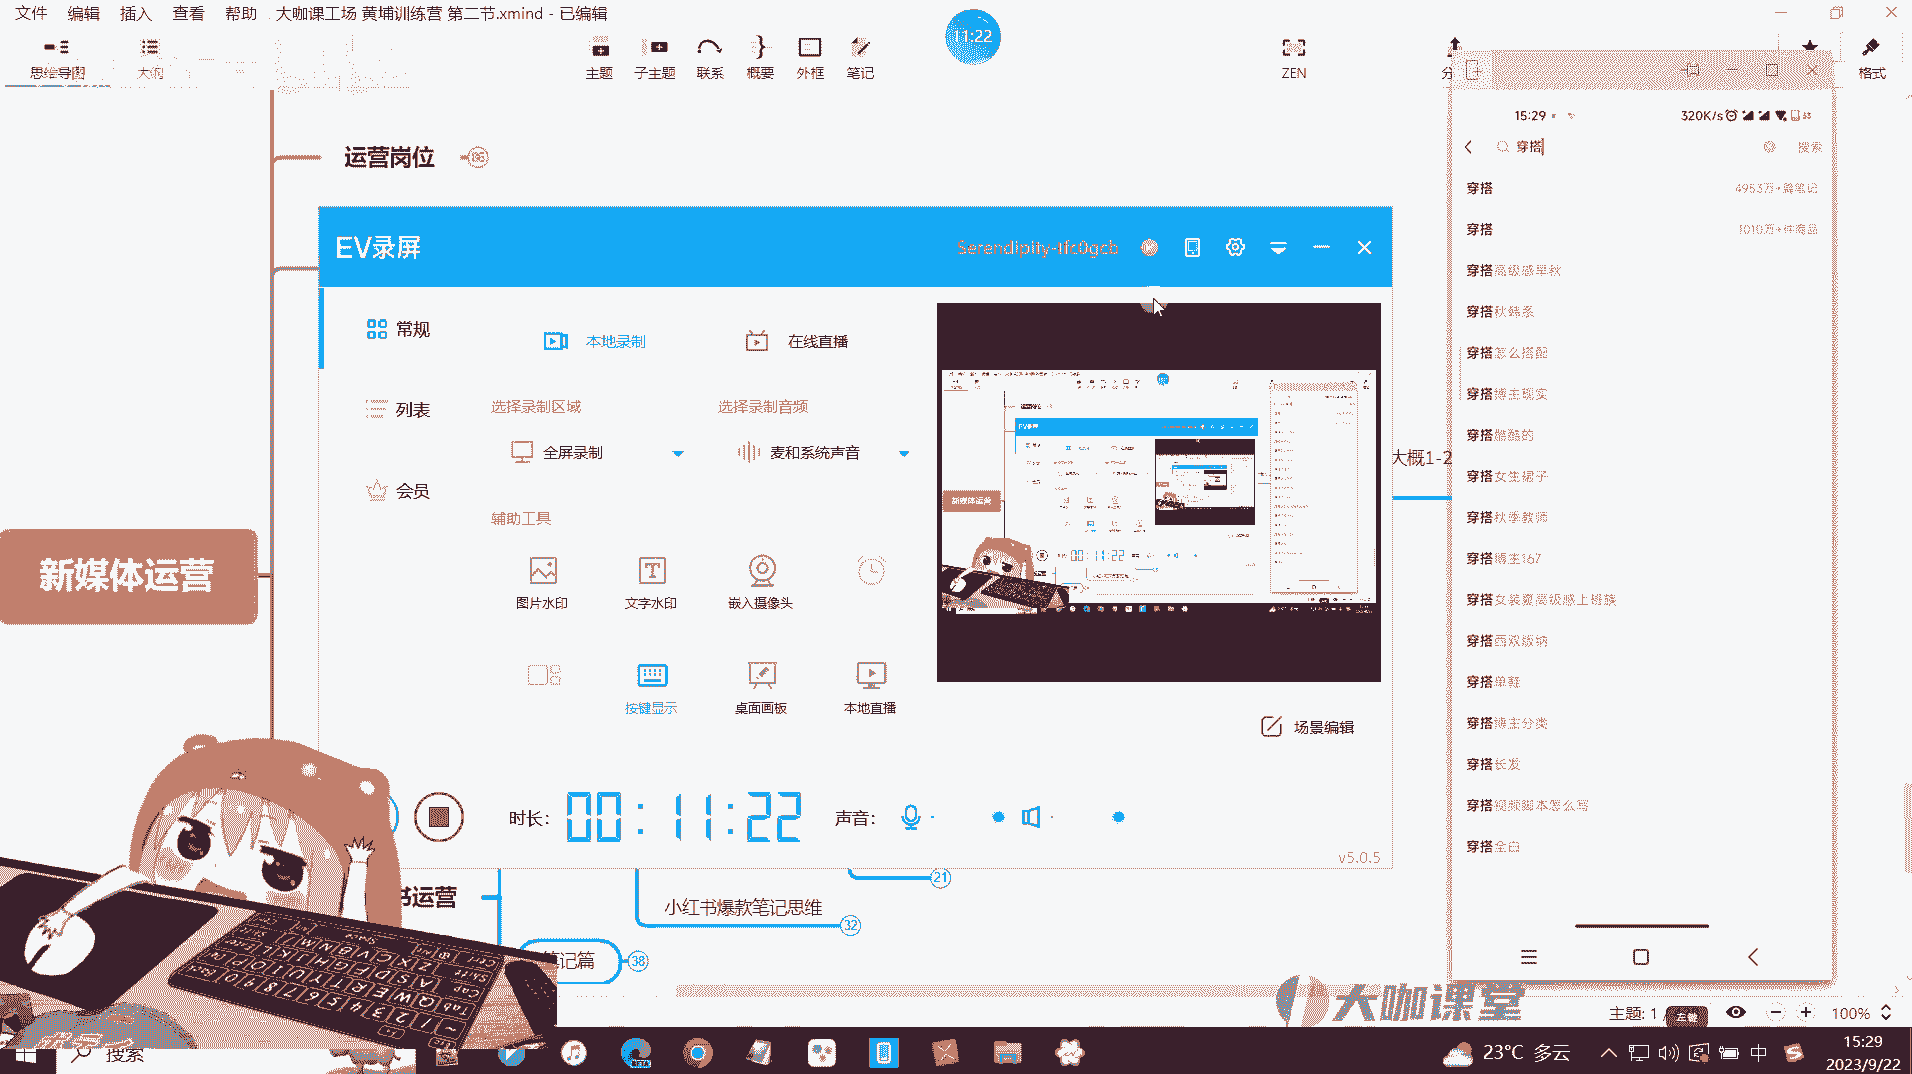 文件 编辑 插入 查看 帮助 大咖课工场 黄埔训练营 第二节.xmind - 已编辑
11:22
思维导图 大纲 主题 子主题 联系 概要 外框 笔记 ZEN 格式
运营岗位
新媒体运营
EV录屏 Serendipity-tfc0gcb
常规
列表
会员
本地录制 在线直播
选择录制区域 选择录制音频
全屏录制 麦和系统声音
辅助工具
图片水印 文字水印 嵌入摄像头
按键显示 桌面画板 本地直播
场景编辑
时长: 00:11:22 声音:
v5.0.5
大概1-2
书运营
21
小红书爆款笔记思维 32
笔记篇 38
15:29 320K/s
穿搭 搜索
穿搭 4953万+篇笔记
穿搭 1010万+件商品
穿搭高级感早秋
穿搭秋韩系
穿搭怎么搭配
穿搭博主现实
穿搭酷酷的
穿搭女生裙子
穿搭秋季教师
穿搭博主167
穿搭女装夏高级感上班族
穿搭西双版纳
穿搭单鞋
穿搭博主分类
穿搭长发
穿搭视频脚本怎么写
穿搭全白
大咖课堂
主题: 1 /
左键
100%
搜索
23°C 多云
中
15:29
2023/9/22